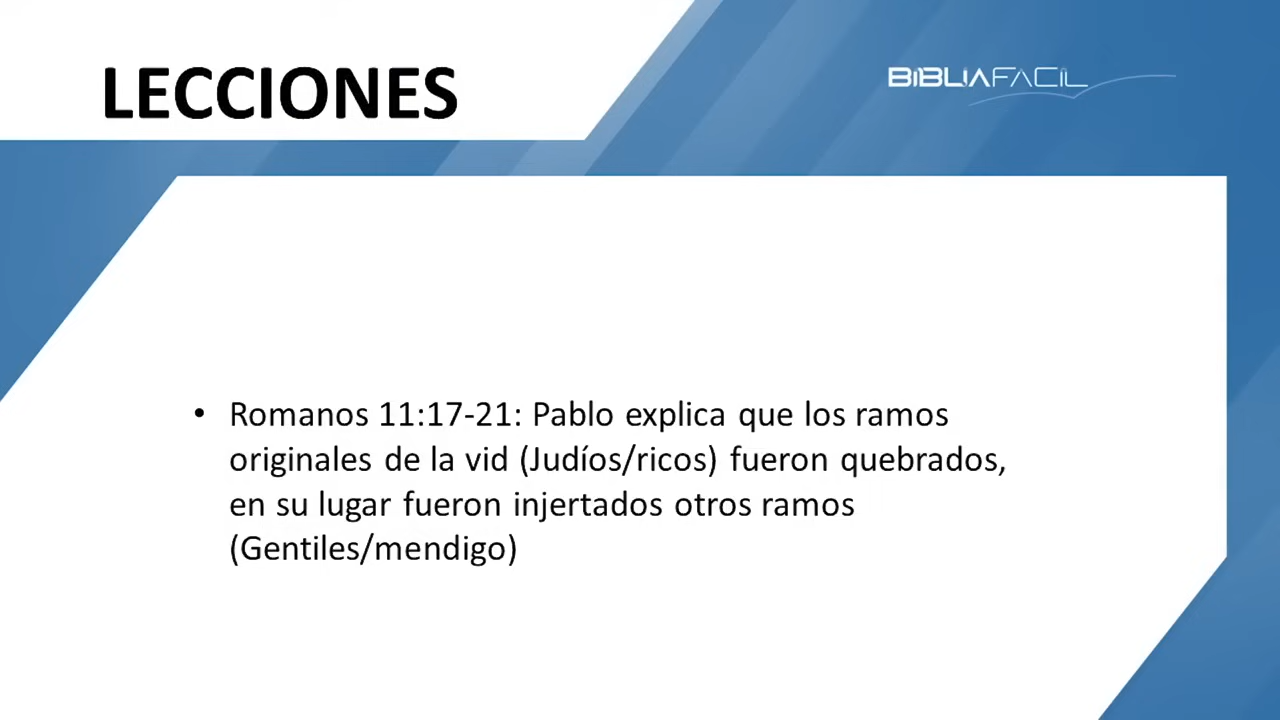 LECCIONES
BIBLIAFACIL
• Romanos 11:17-21: Pablo explica que los ramos
originales de la vid (Judíos/ricos) fueron quebrados,
en su lugar fueron injertados otros ramos
(Gentiles/mendigo)